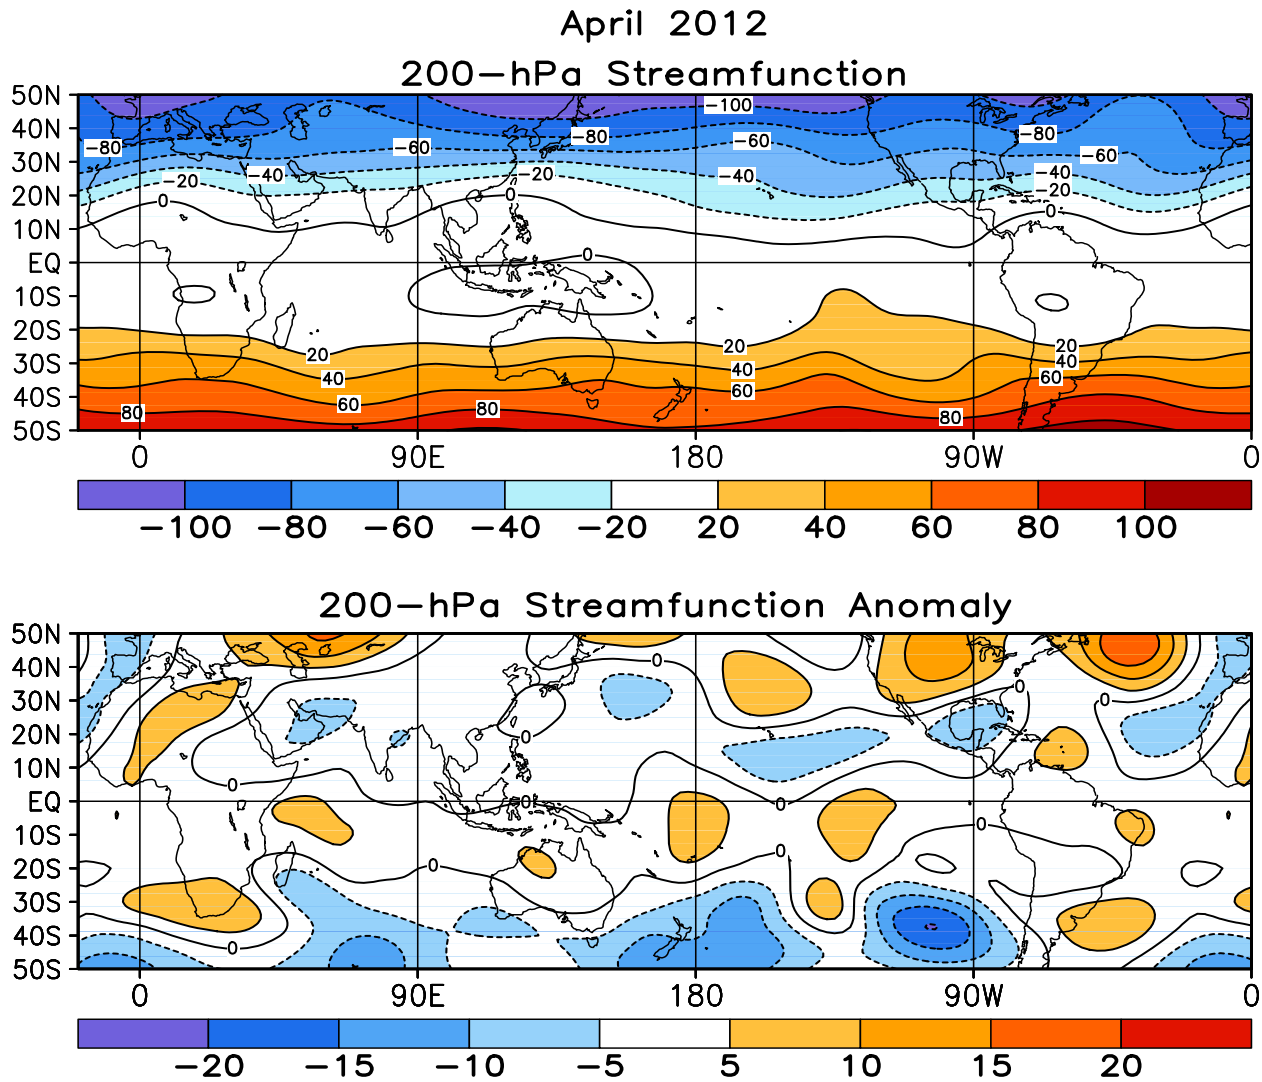 April 2012
200-hPa Streamfunction
50N
40N
30N
20N
10N
EQ
10S
20S
30S
40S
50S
-100
-80
-80
-80
-60
-60
-60
-40
-40
-40
-20
-20
-20
0
0
0
0
20
20
20
40
40
40
60
60
60
80
80
80
0 90E 180 90W 0
-100 -80 -60 -40 -20 20 40 60 80 100
200-hPa Streamfunction Anomaly
50N
40N
30N
20N
10N
EQ
10S
20S
30S
40S
50S
0
0
0
0
0
0
0
0
0
0
0
0 90E 180 90W 0
-20 -15 -10 -5 5 10 15 20